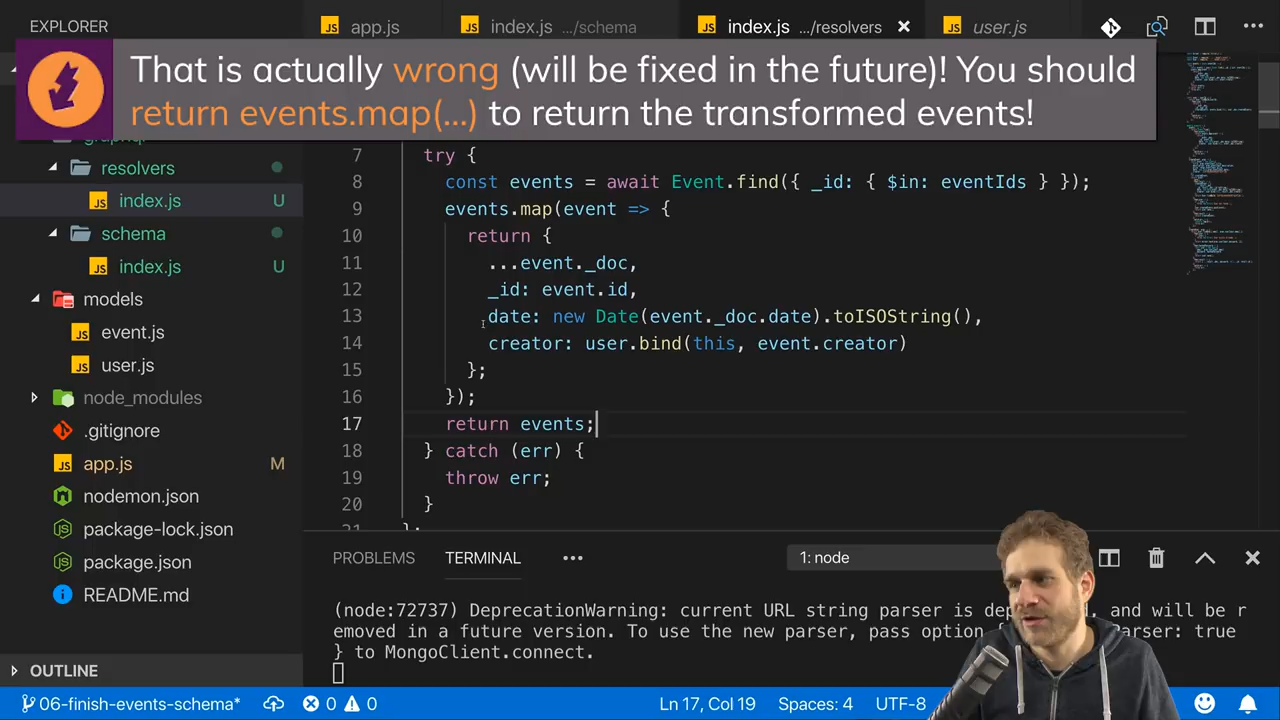 EXPLORER
app.js
index.js .../schema
index.js .../resolvers
user.js
That is actually wrong (will be fixed in the future)! You should
return events.map(...) to return the transformed events!
resolvers
index.js U
schema
index.js U
models
event.js
user.js
node_modules
.gitignore
app.js M
nodemon.json
package-lock.json
package.json
README.md
OUTLINE
7 try {
8 const events = await Event.find({ _id: { $in: eventIds } });
9 events.map(event => {
10 return {
11 ...event._doc,
12 _id: event.id,
13 date: new Date(event._doc.date).toISOString(),
14 creator: user.bind(this, event.creator)
15 };
16 });
17 return events;
18 } catch (err) {
19 throw err;
20 }
21 };
PROBLEMS TERMINAL ••• 1: node
(node:72737) DeprecationWarning: current URL string parser is dep d, and will be r
emoved in a future version. To use the new parser, pass option { Parser: true
} to MongoClient.connect.
06-finish-events-schema* 0 0 Ln 17, Col 19 Spaces: 4 UTF-8